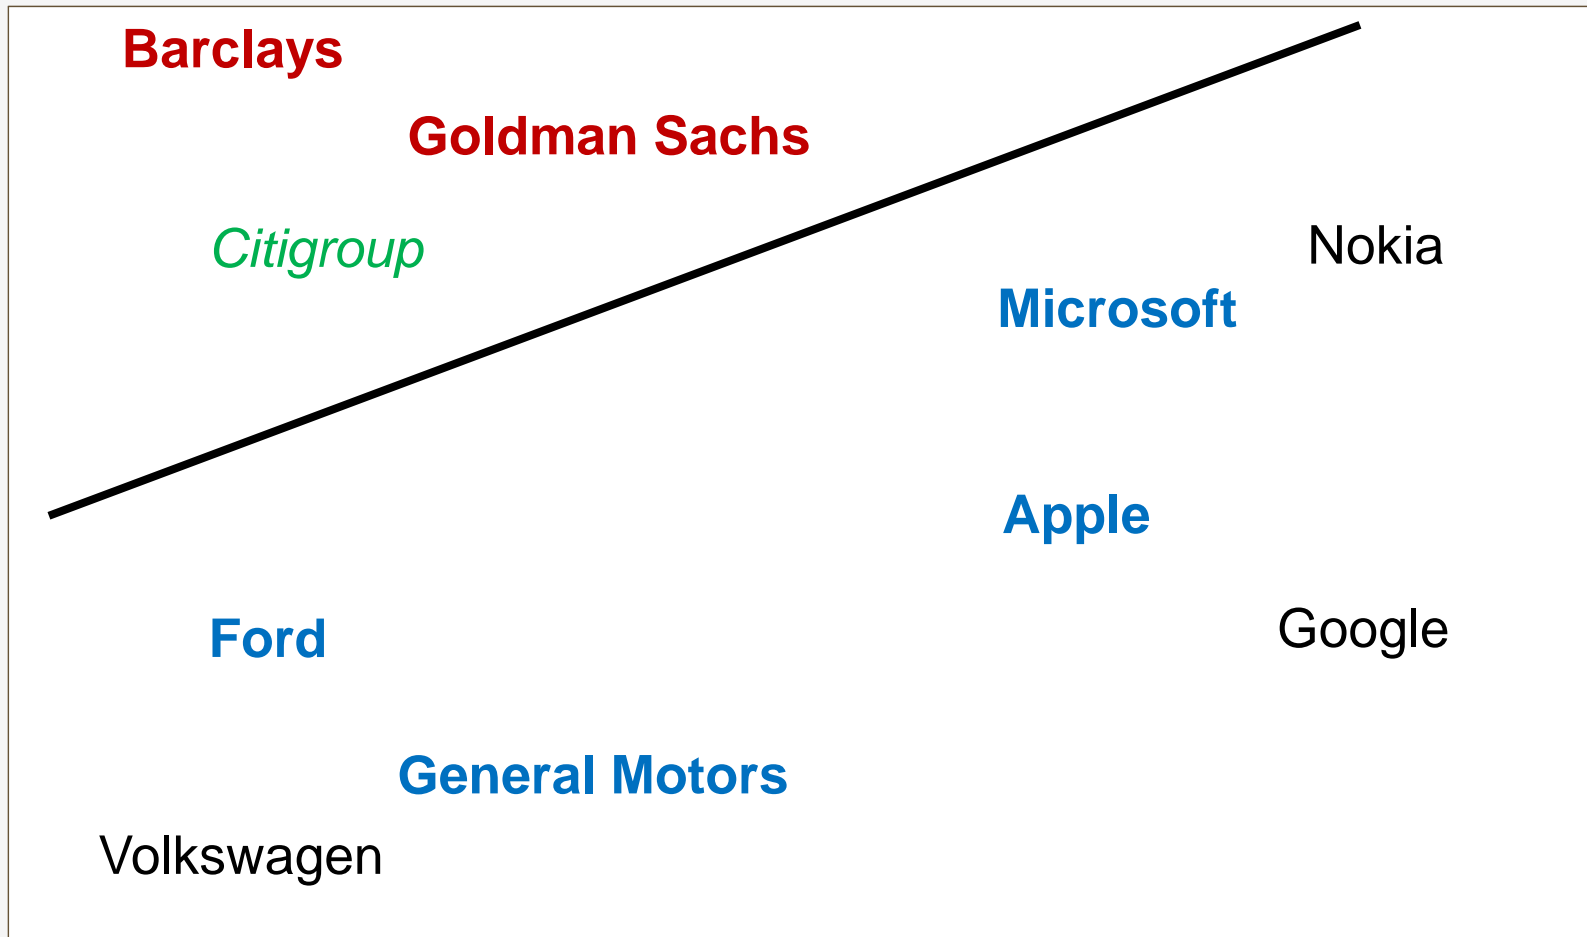 Barclays
Goldman Sachs
Citigroup
Nokia
Microsoft
Apple
Google
Ford
General Motors
Volkswagen